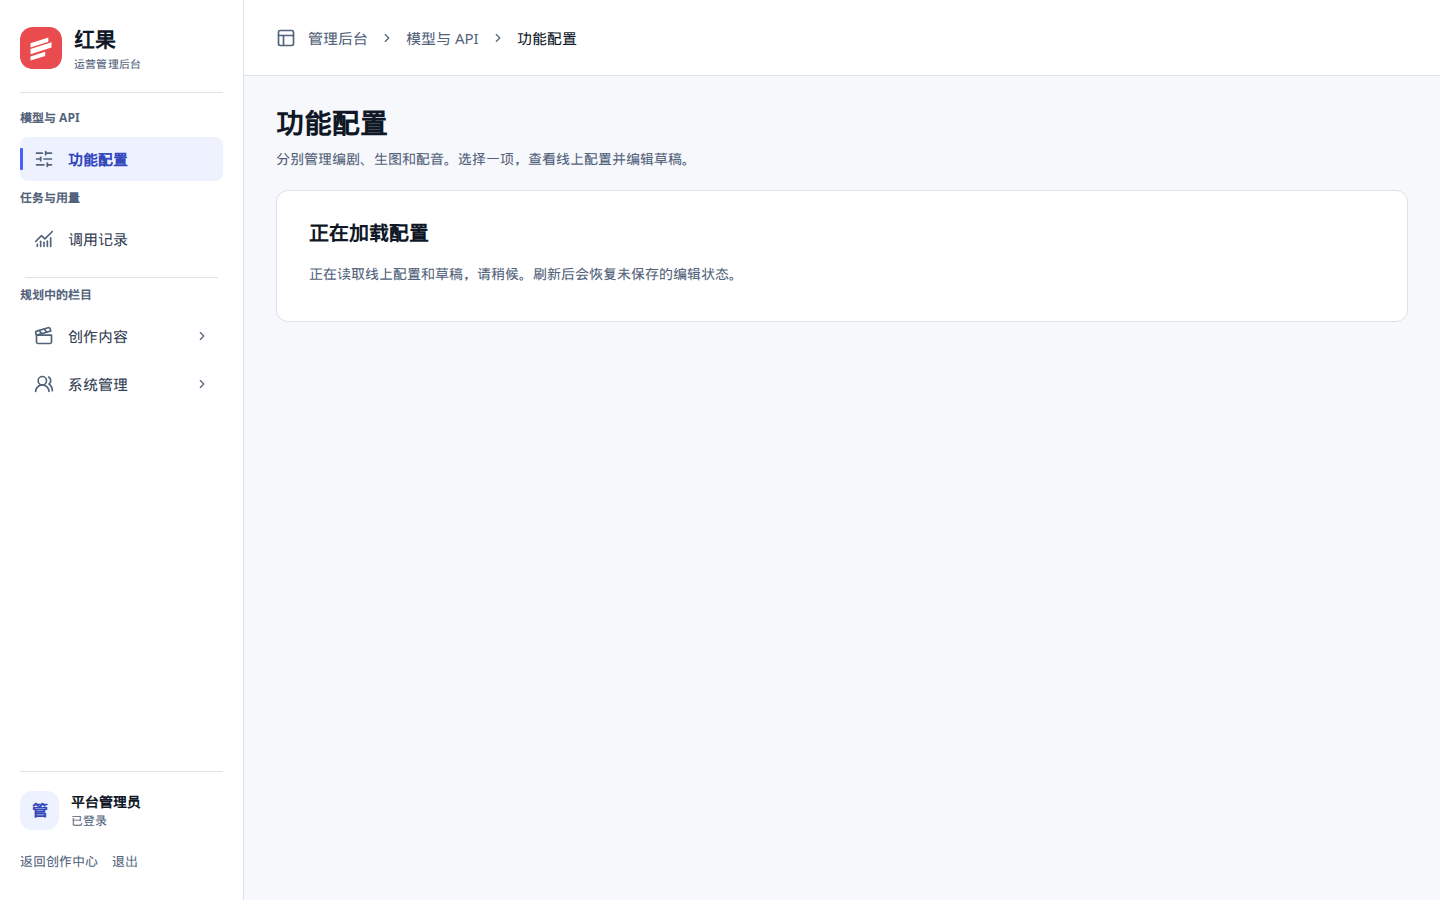 红果
运营管理后台
模型与 API
功能配置
任务与用量
调用记录
规划中的栏目
创作内容
系统管理
管
平台管理员
已登录
返回创作中心 退出
管理后台 模型与 API 功能配置
功能配置
分别管理编剧、生图和配音。选择一项，查看线上配置并编辑草稿。
正在加载配置
正在读取线上配置和草稿，请稍候。刷新后会恢复未保存的编辑状态。